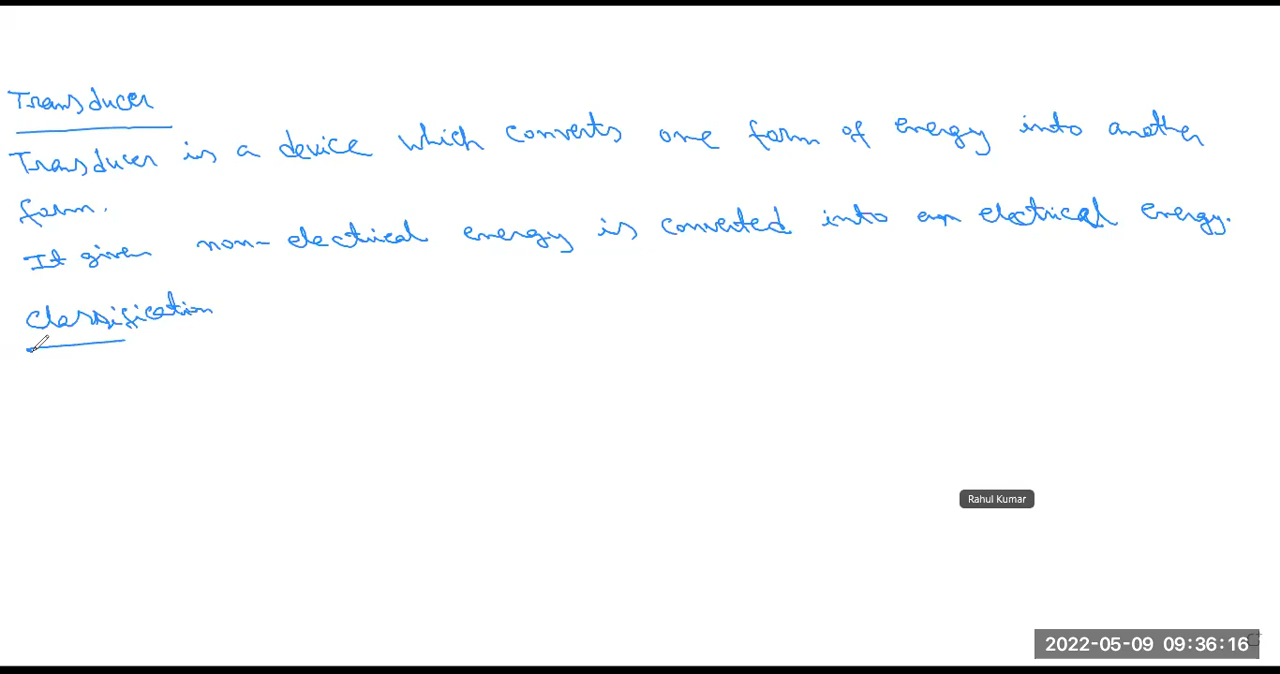 Transducer
Transducer is a device which converts one form of energy into another
form.
It given non-electrical energy is converted into an electrical energy.
Classification
Rahul Kumar
2022-05-09 09:36:16